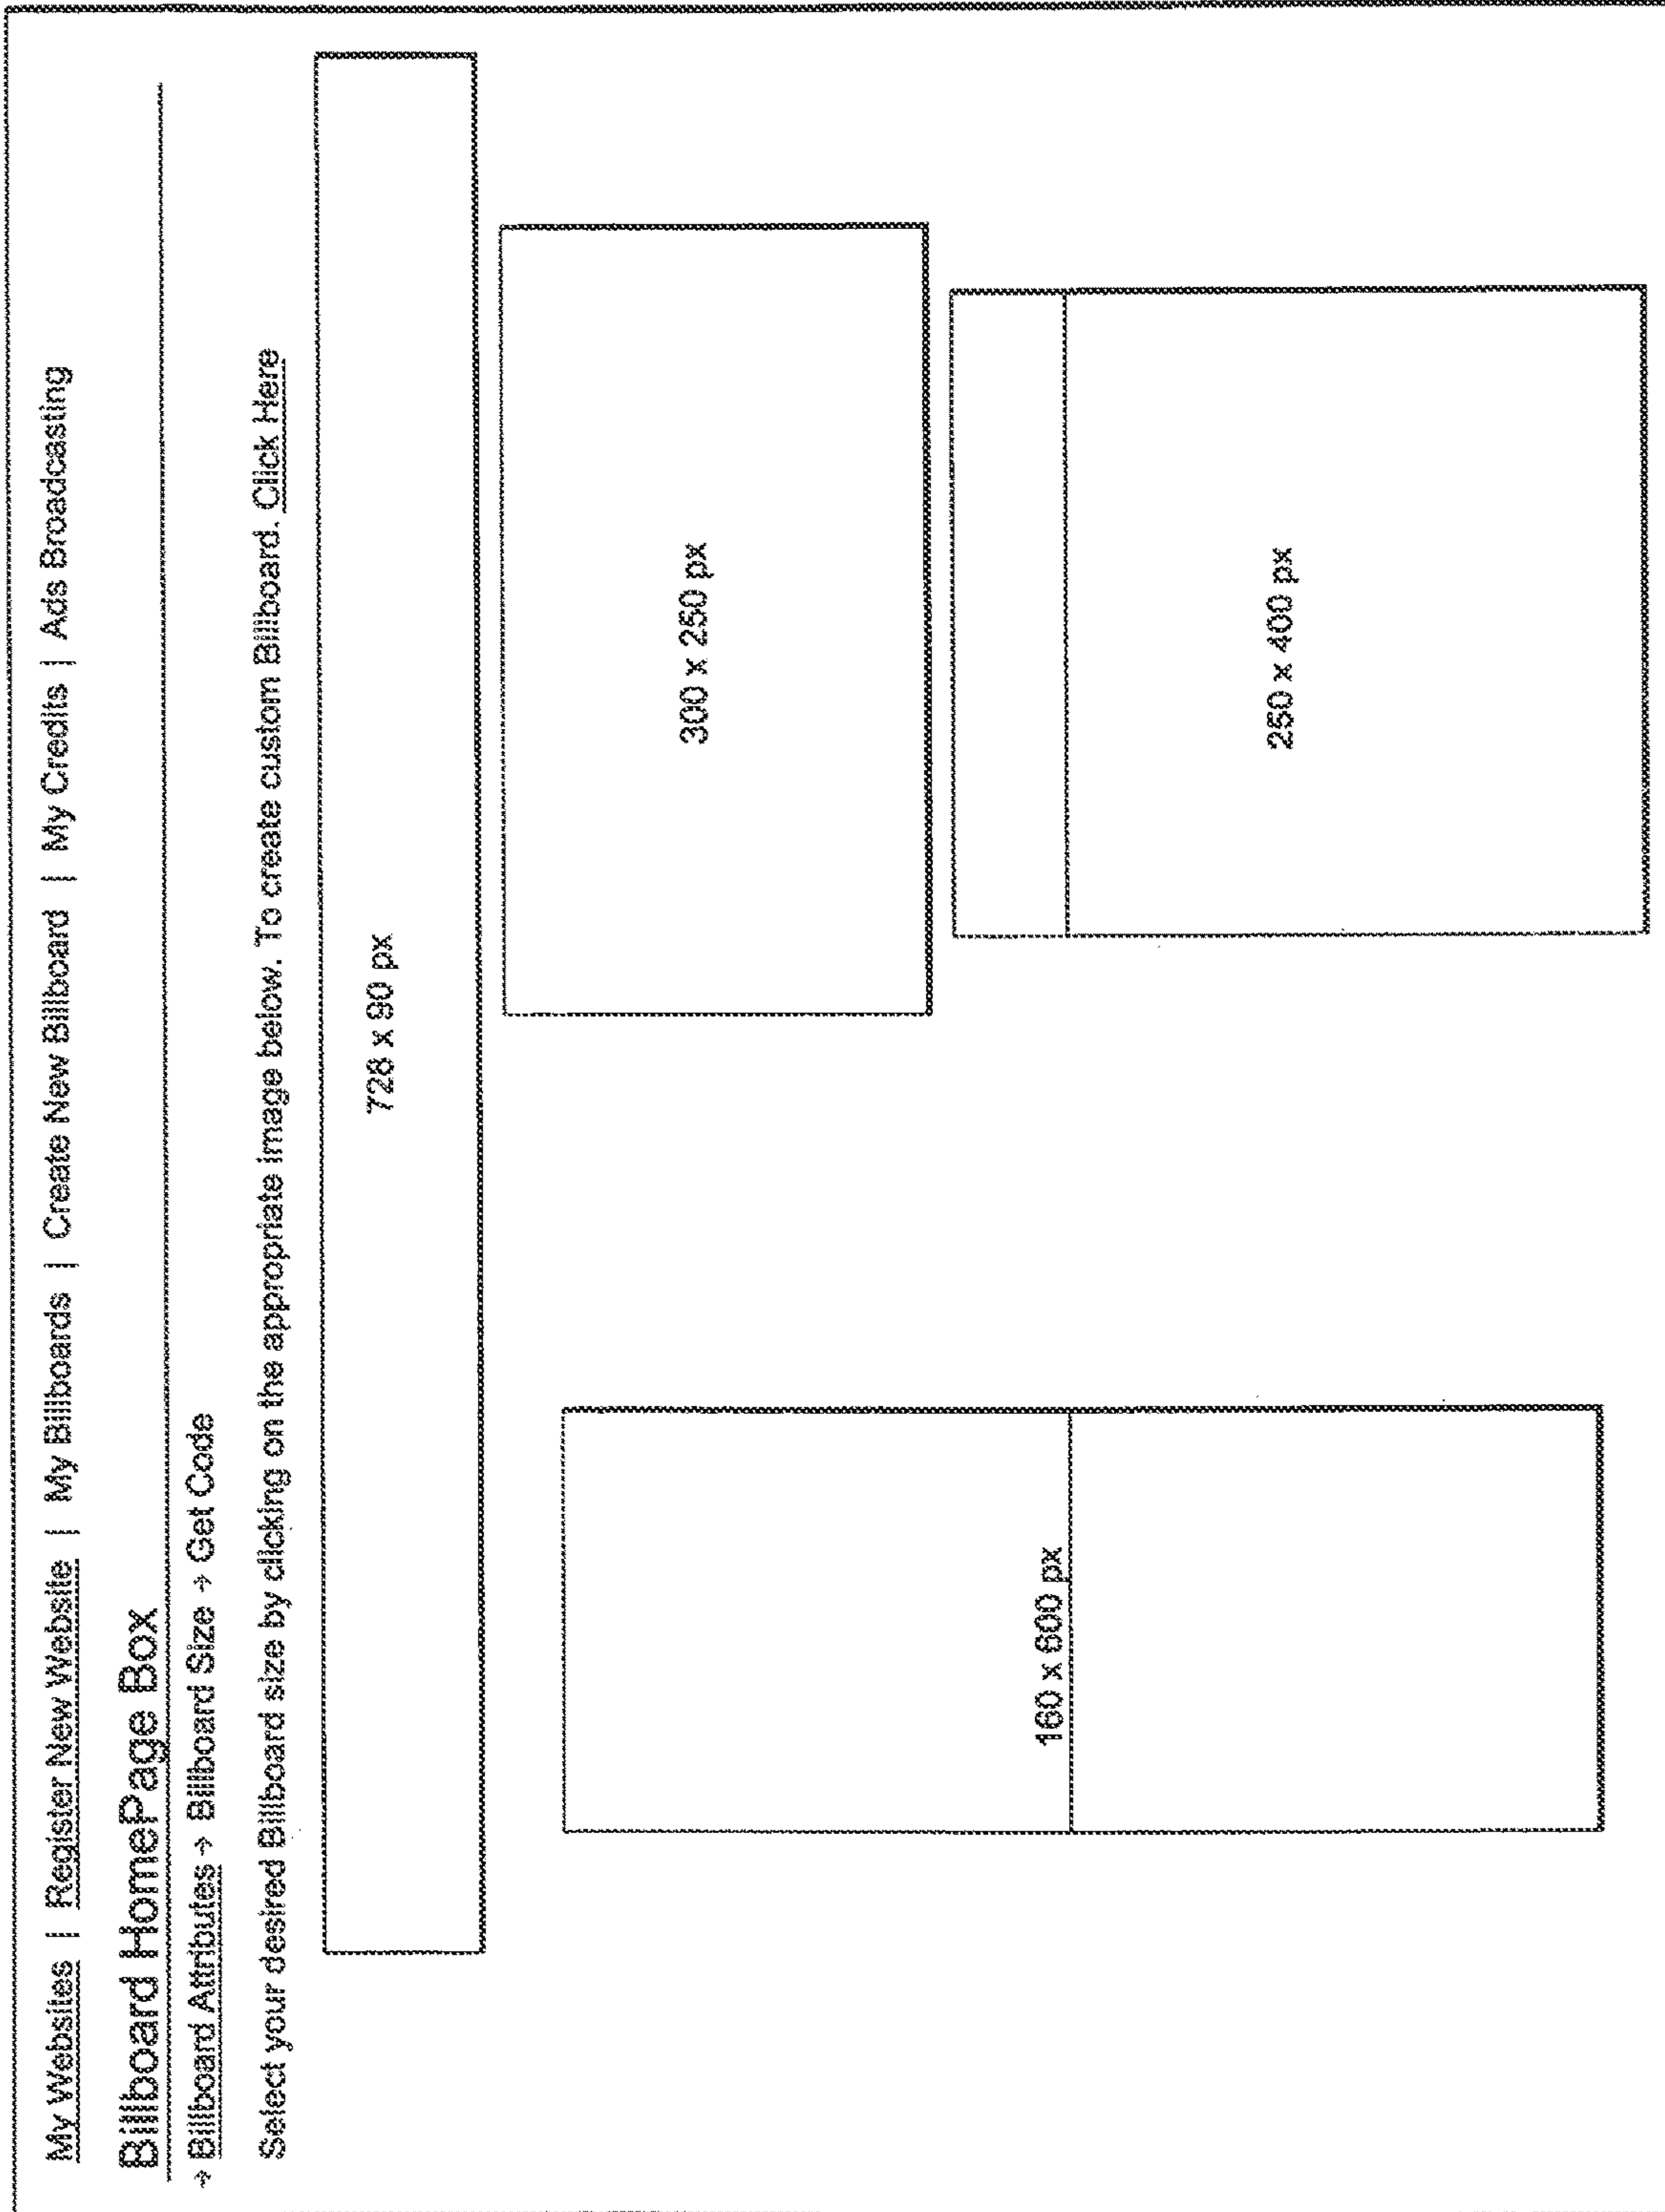 My Websites | Register New Website | My Billboards | Create New Billboard | My Credits | Ads Broadcasting
Billboard HomePage Box
→ Billboard Attributes → Billboard Size → Get Code
Select your desired Billboard size by clicking on the appropriate image below. To create custom Billboard. Click Here
728 x 90 px
300 x 250 px
160 x 600 px
250 x 400 px